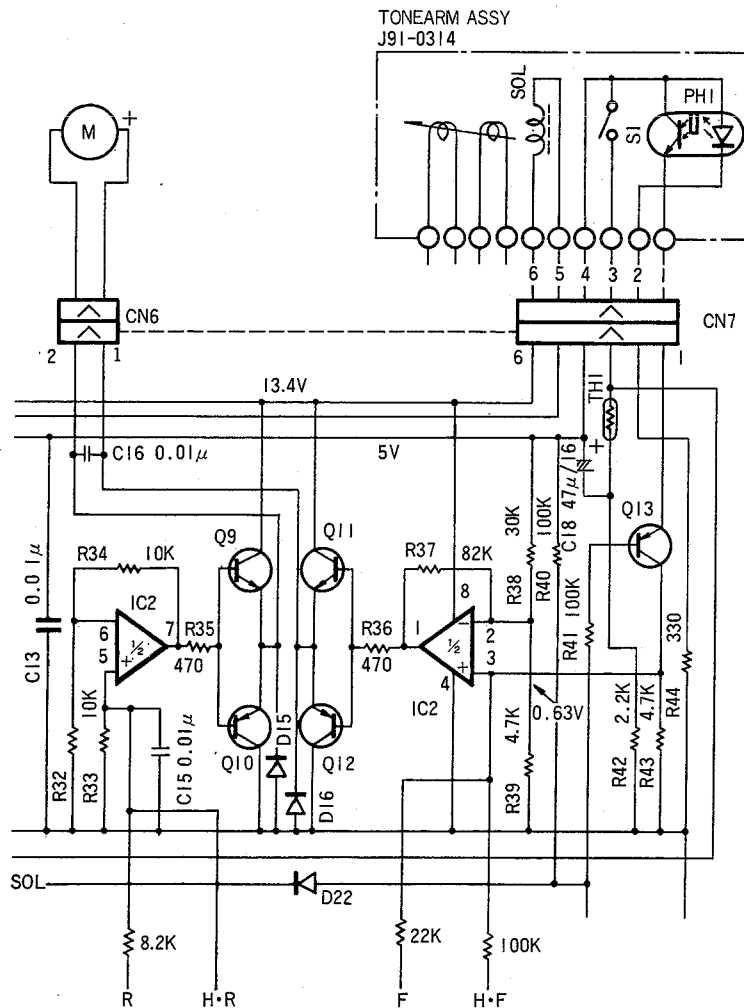 TONEARM ASSY
J91-0314
SOL
PH1
S1
M
+
6 5 4 3 2 1
CN6
CN7
2 1
6 1
13.4V
TH1
C16 0.01μ
5V
+
C18 47μ/16
Q13
Q9
Q11
30K
100K
R34
10K
R37
82K
0.01μ
R38
R40
R41 100K
IC2
8
6
7
R35
R36
1
½
2
330
5
+
½
−
3
+
470
470
4
C13
10K
IC2
0.63V
2.2K
4.7K
R44
R32
R33
C15 0.01μ
Q10
D15
Q12
D16
4.7K
R39
R42
R43
SOL
D22
8.2K
22K
100K
R
H·R
F
H·F